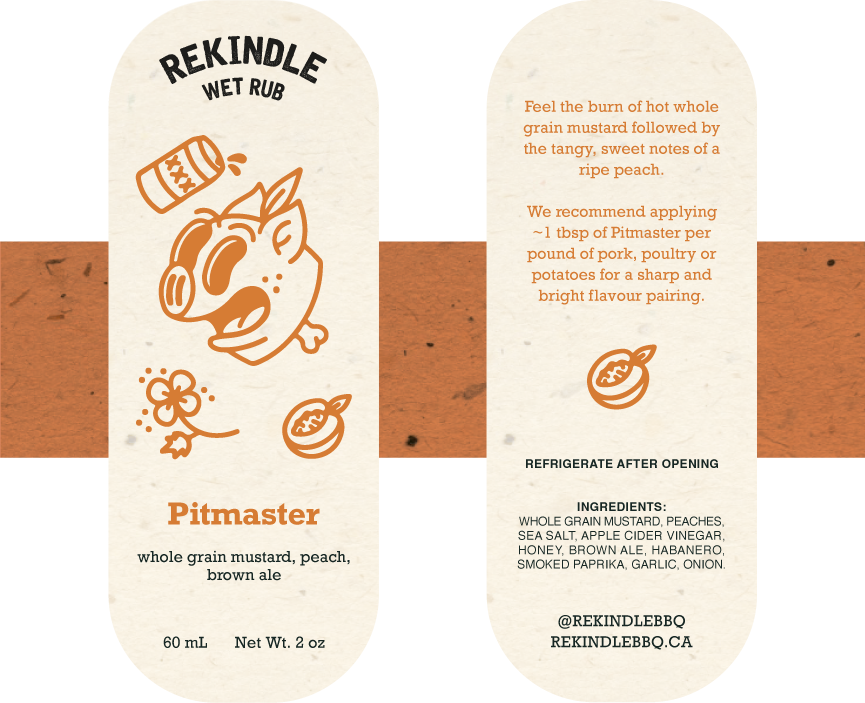 REKINDLE
WET RUB
Pitmaster
whole grain mustard, peach,
brown ale
60 mL Net Wt. 2 oz
Feel the burn of hot whole
grain mustard followed by
the tangy, sweet notes of a
ripe peach.
We recommend applying
~1 tbsp of Pitmaster per
pound of pork, poultry or
potatoes for a sharp and
bright flavour pairing.
REFRIGERATE AFTER OPENING
INGREDIENTS:
WHOLE GRAIN MUSTARD, PEACHES,
SEA SALT, APPLE CIDER VINEGAR,
HONEY, BROWN ALE, HABANERO,
SMOKED PAPRIKA, GARLIC, ONION.
@REKINDLEBBQ
REKINDLEBBQ.CA